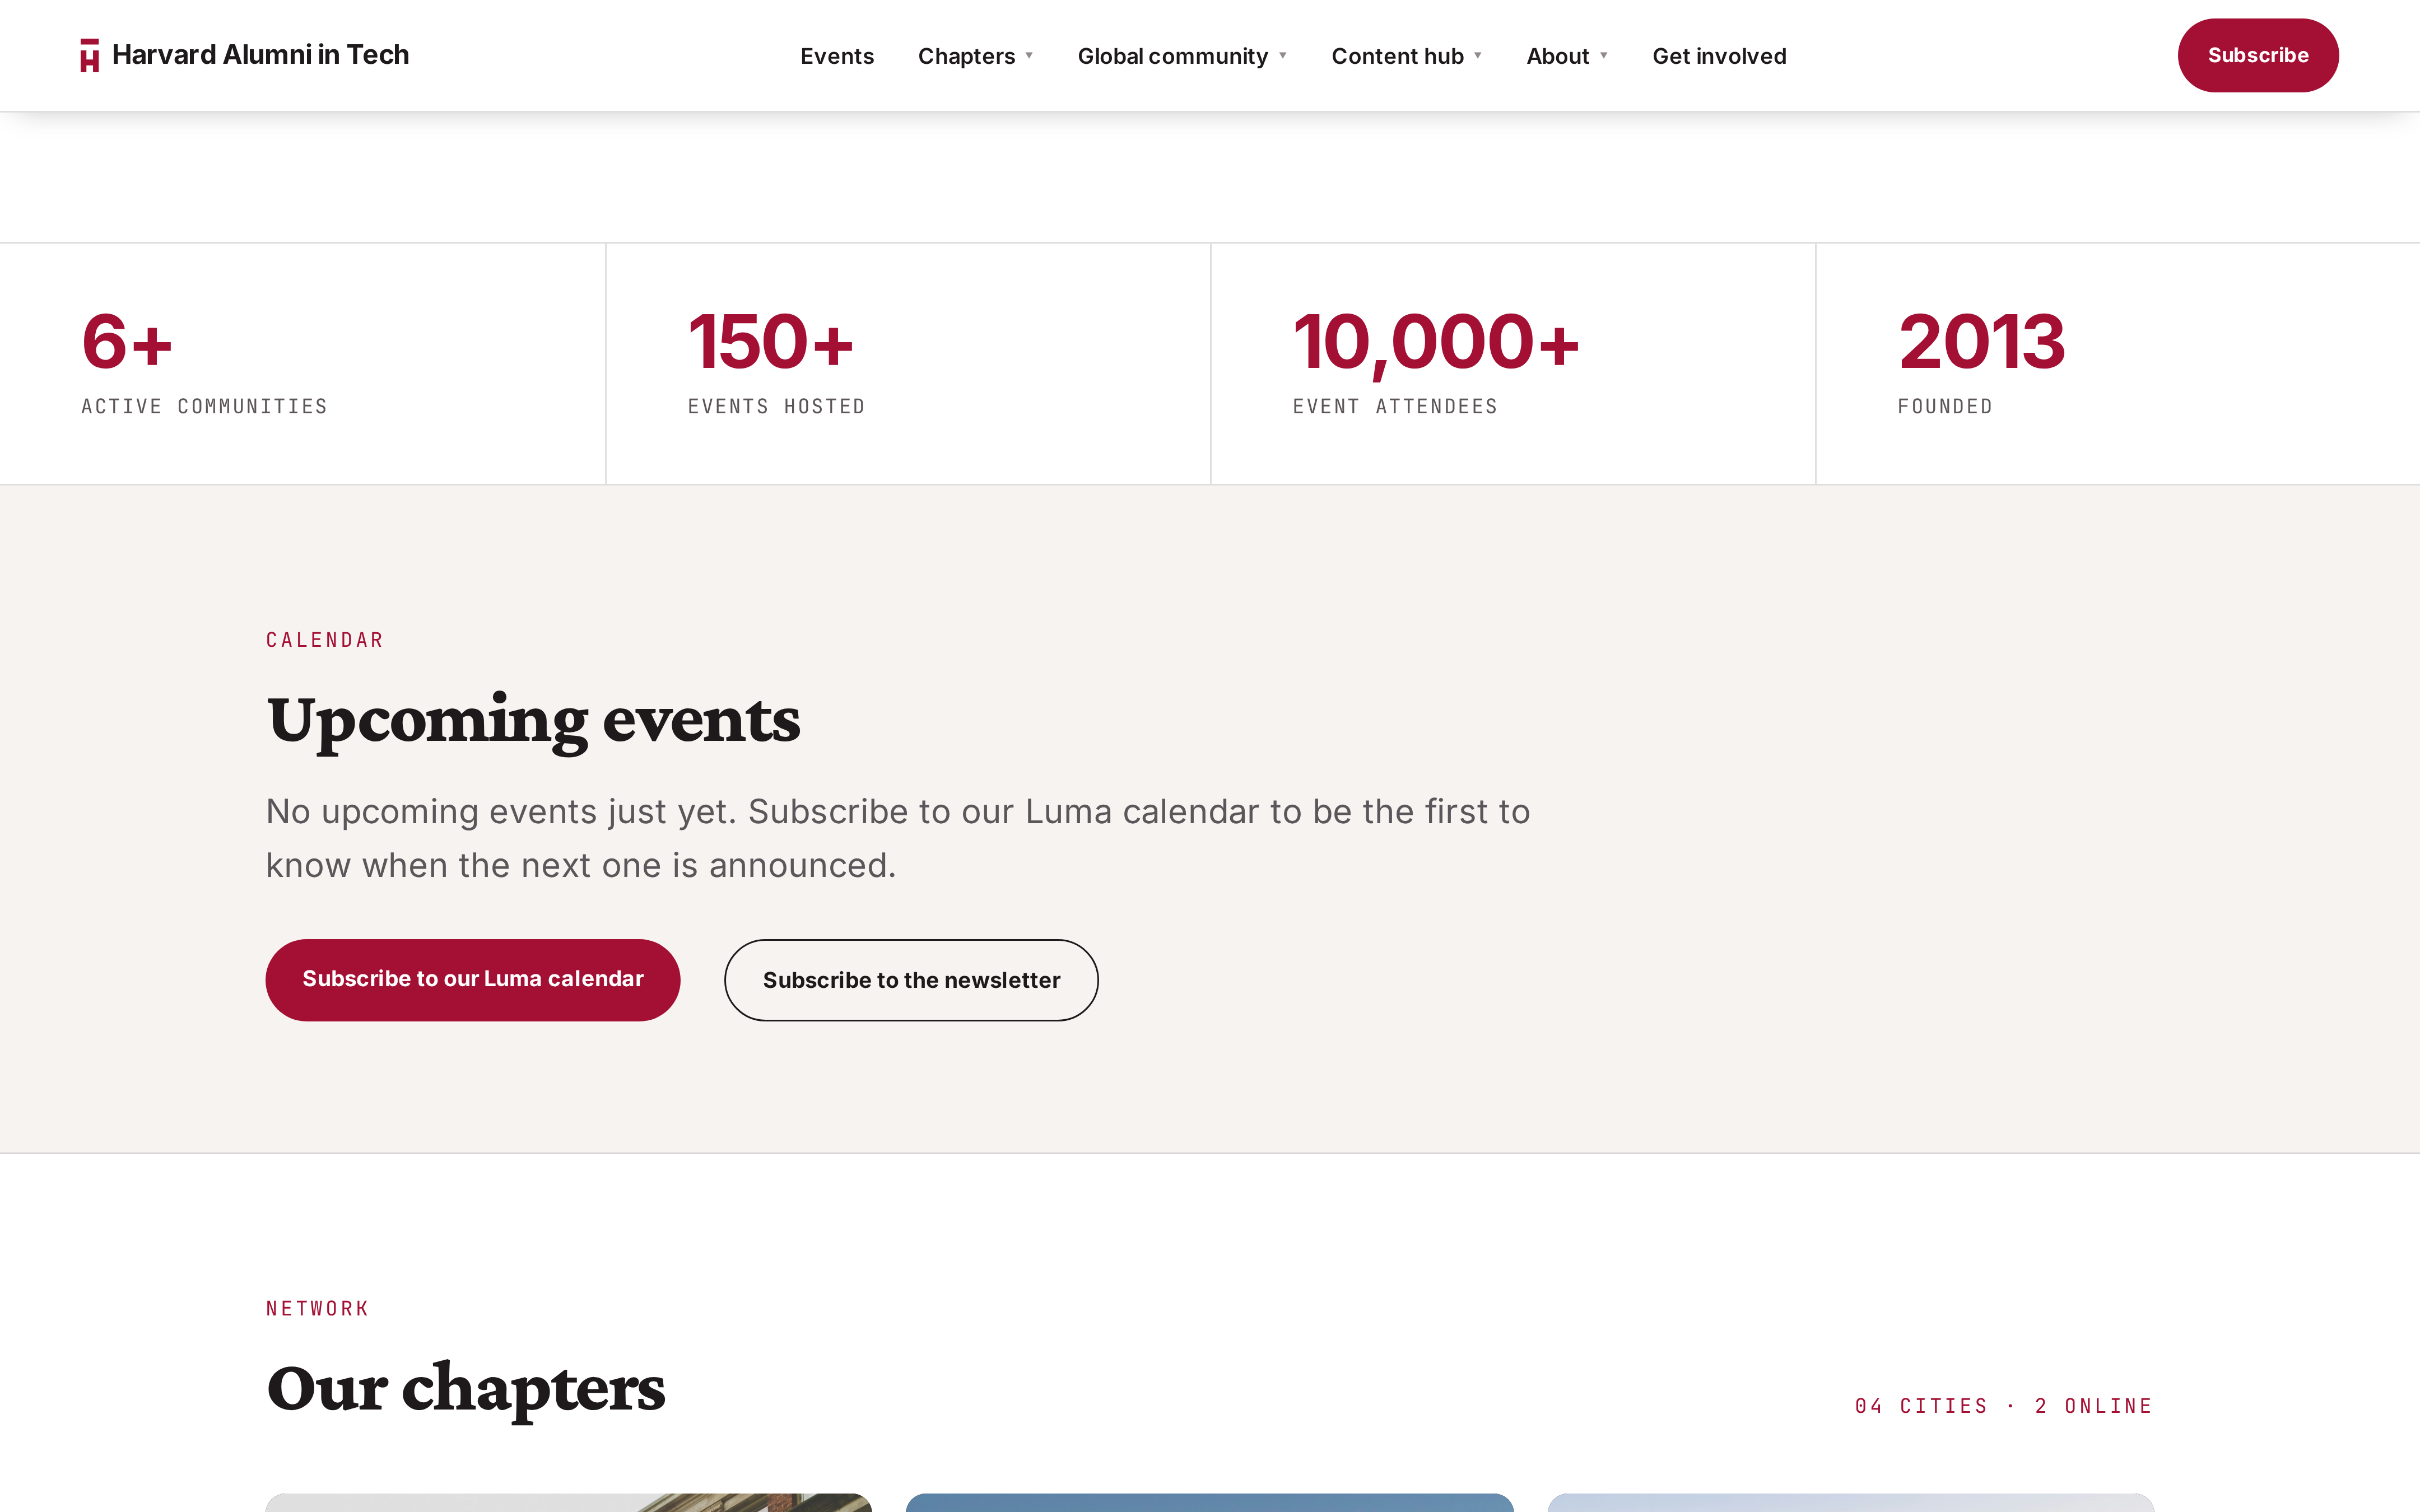 Harvard Alumni in Tech
Events
Chapters
Global community
Content hub
About
Get involved
Subscribe
6+
ACTIVE COMMUNITIES
150+
EVENTS HOSTED
10,000+
EVENT ATTENDEES
2013
FOUNDED
CALENDAR
Upcoming events
No upcoming events just yet. Subscribe to our Luma calendar to be the first to
know when the next one is announced.
Subscribe to our Luma calendar
Subscribe to the newsletter
NETWORK
Our chapters
04 CITIES · 2 ONLINE